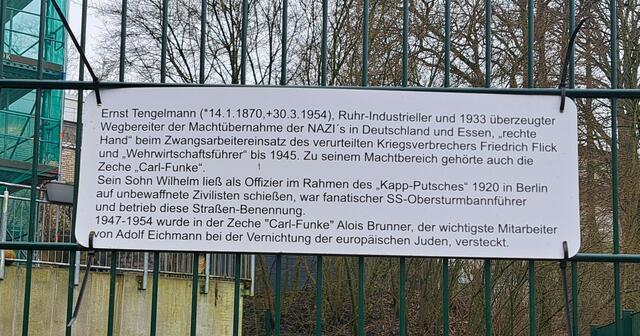 Ernst Tengelmann (*14.1.1870,+30.3.1954), Ruhr-Industrieller und 1933 überzeugter
Wegbereiter der Machtübernahme der NAZI´s in Deutschland und Essen, „rechte
Hand“ beim Zwangsarbeitereinsatz des verurteilten Kriegsverbrechers Friedrich Flick
und „Wehrwirtschaftsführer“ bis 1945. Zu seinem Machtbereich gehörte auch die
Zeche „Carl-Funke“.
Sein Sohn Wilhelm ließ als Offizier im Rahmen des „Kapp-Putsches“ 1920 in Berlin
auf unbewaffnete Zivilisten schießen, war fanatischer SS-Obersturmbannführer
und betrieb diese Straßen-Benennung.
1947-1954 wurde in der Zeche "Carl-Funke" Alois Brunner, der wichtigste Mitarbeiter
von Adolf Eichmann bei der Vernichtung der europäischen Juden, versteckt.